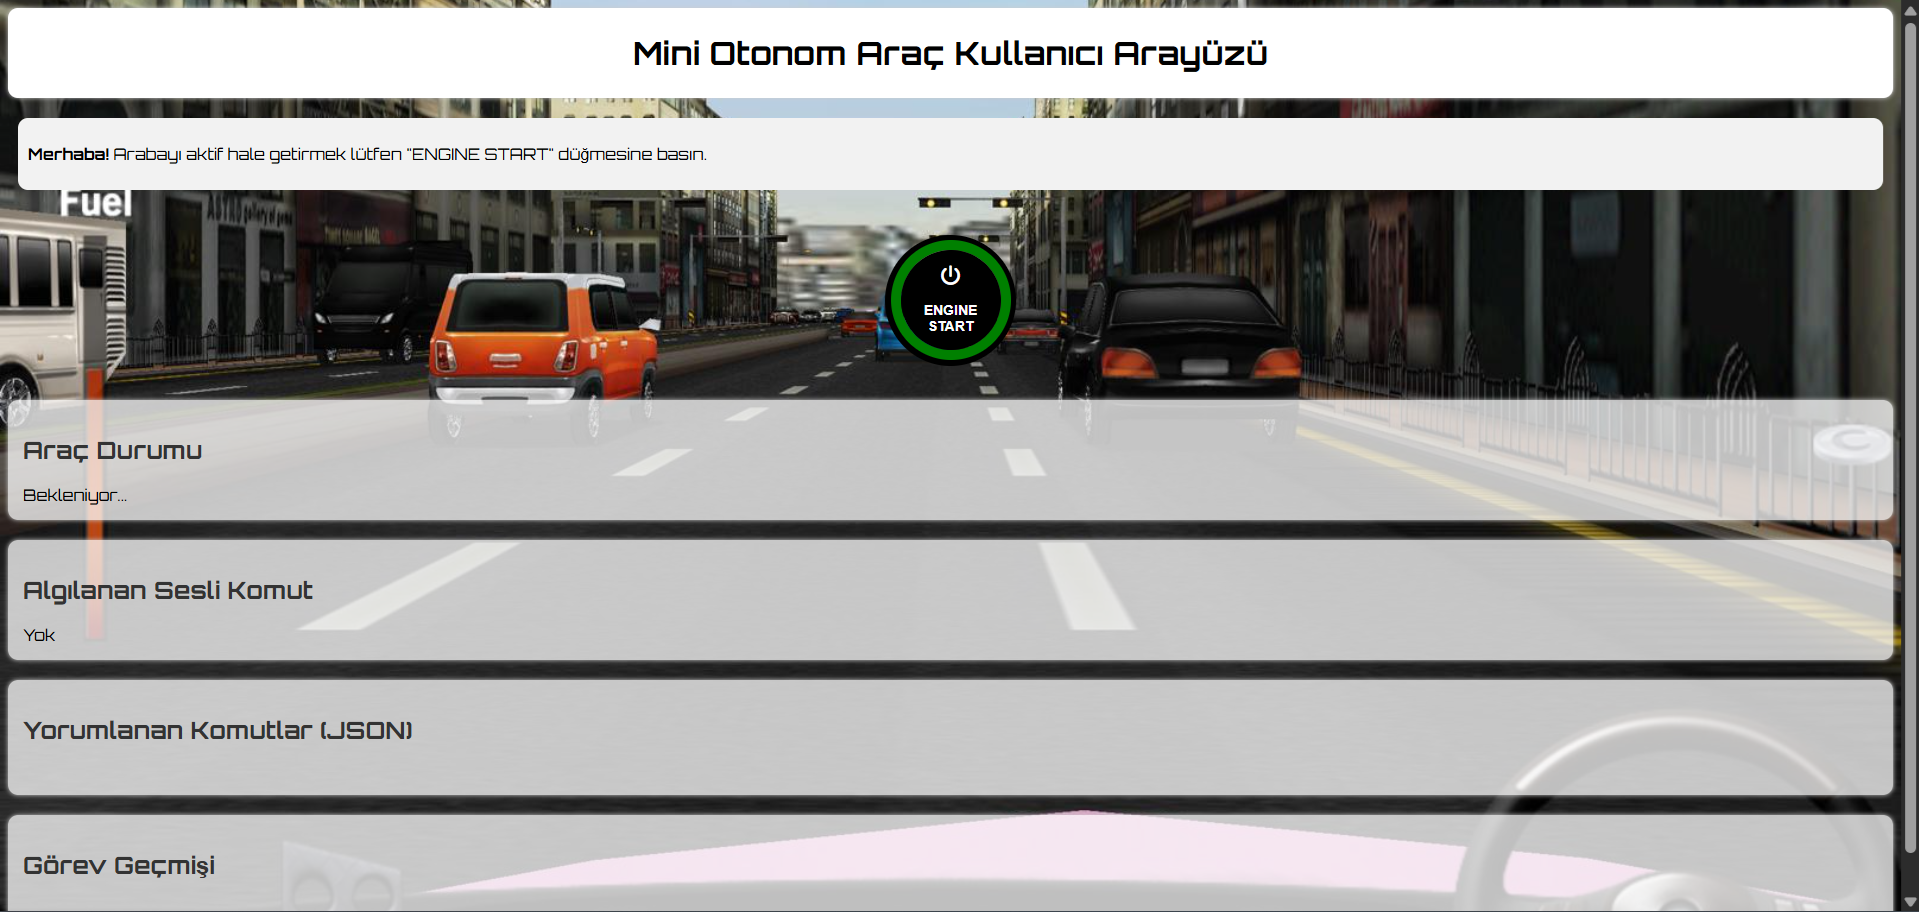 Mini Otonom Araç Kullanıcı Arayüzü
Merhaba! Arabayı aktif hale getirmek lütfen "ENGINE START" düğmesine basın.
Fuel
ENGINE
START
Araç Durumu
Bekleniyor...
Algılanan Sesli Komut
Yok
Yorumlanan Komutlar (JSON)
Görev Geçmişi